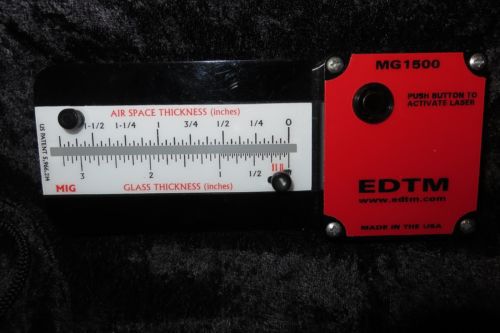 AIR SPACE THICKNESS (inches)
1-1/2 1-1/4 1 3/4 1/2 1/4 0
3 2 1 1/2
MIG GLASS THICKNESS (inches)
MG1500
PUSH BUTTON TO
ACTIVATE LASER
EDTM
www.edtm.com
MADE IN THE USA